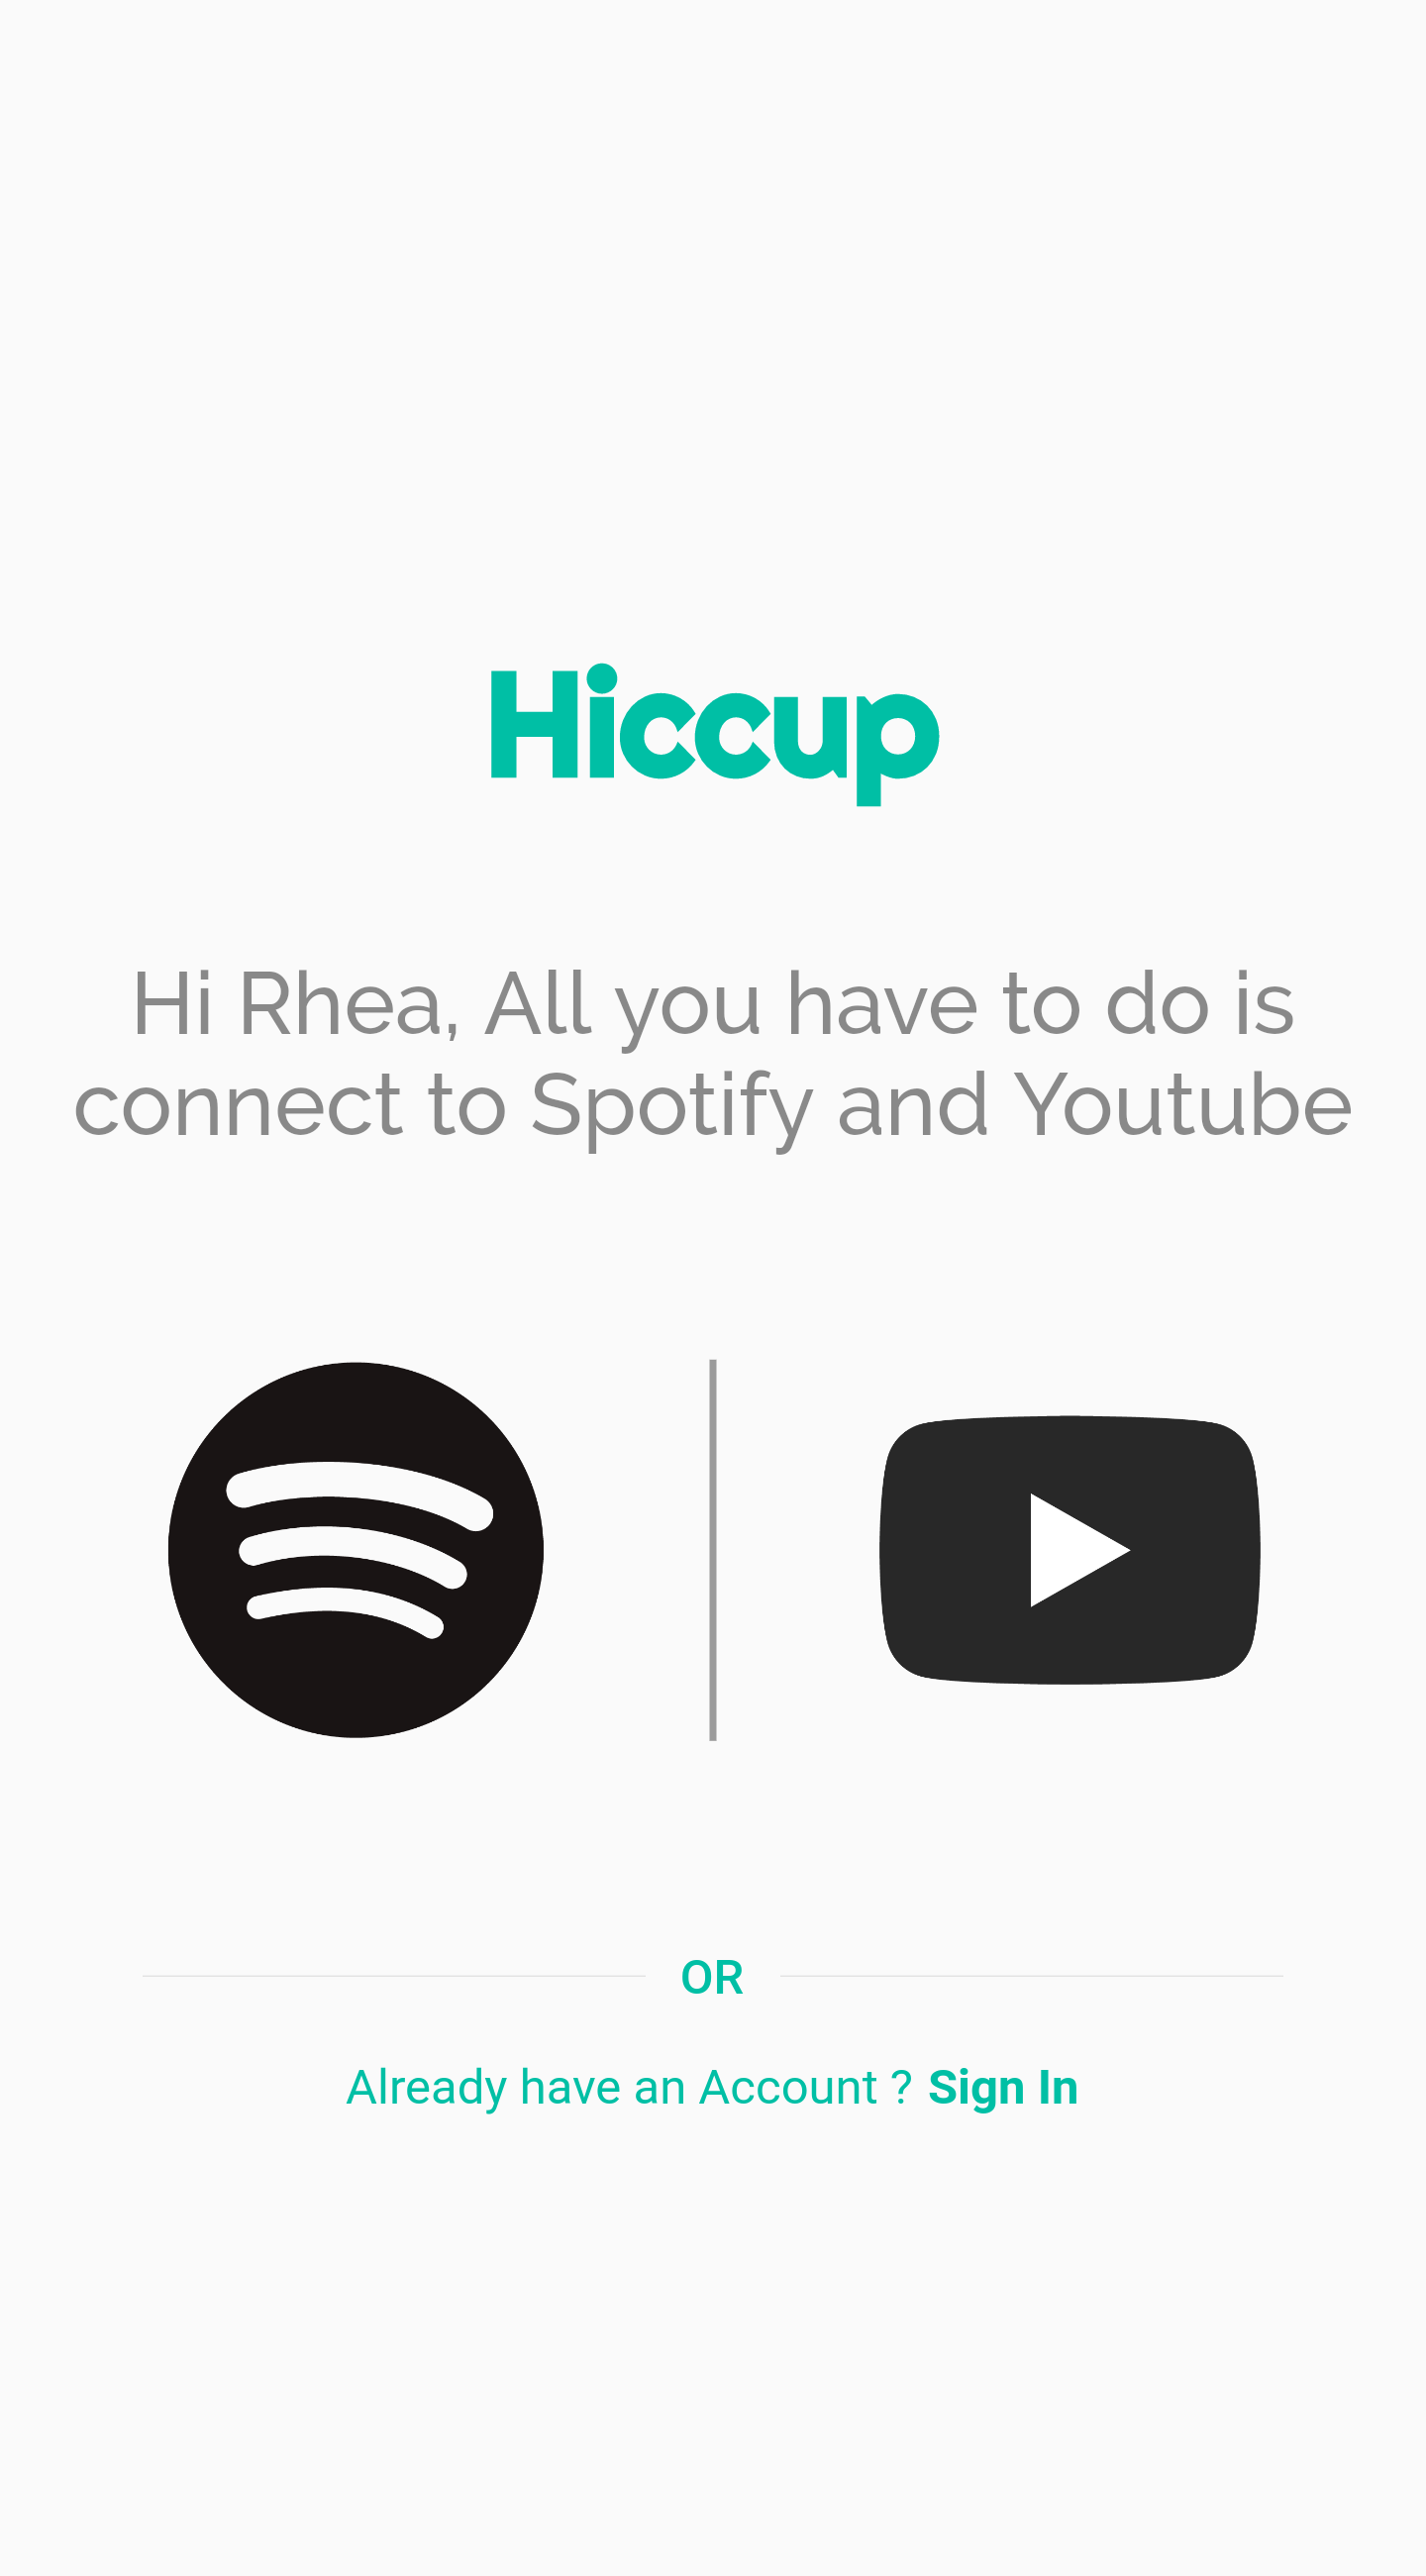 Hiccup
Hi Rhea, All you have to do is
connect to Spotify and Youtube
OR
Already have an Account ? Sign In